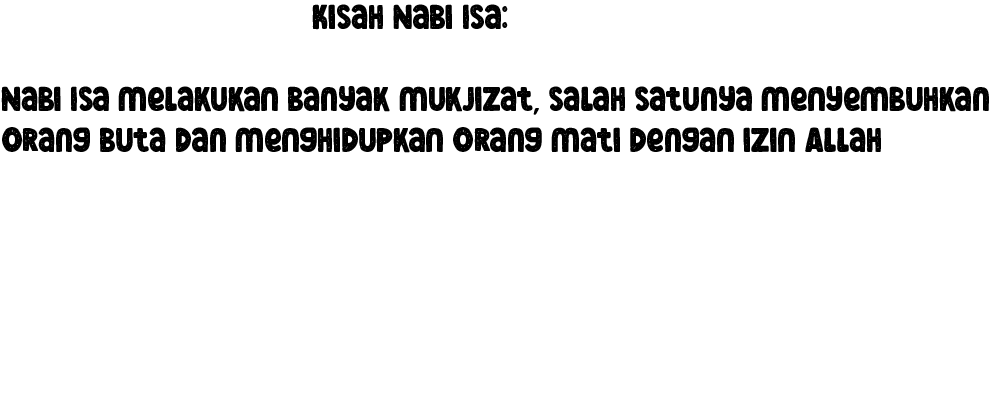 Kisah Nabi Isa:
Nabi Isa melakukan banyak mukjizat, salah satunya menyembuhkan
orang buta dan menghidupkan orang mati dengan izin Allah